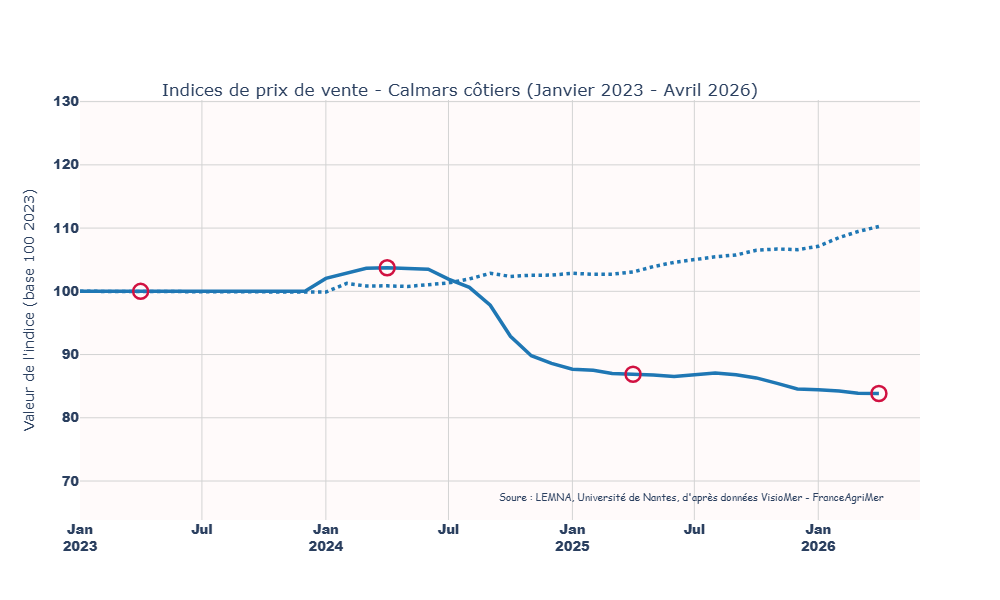 Indices de prix de vente - Calmars côtiers (Janvier 2023 - Avril 2026)
Valeur de l'indice (base 100 2023)
130
120
110
100
90
80
70
Soure : LEMNA, Université de Nantes, d'après données VisioMer - FranceAgriMer
Jan
2023
Jul
Jan
2024
Jul
Jan
2025
Jul
Jan
2026